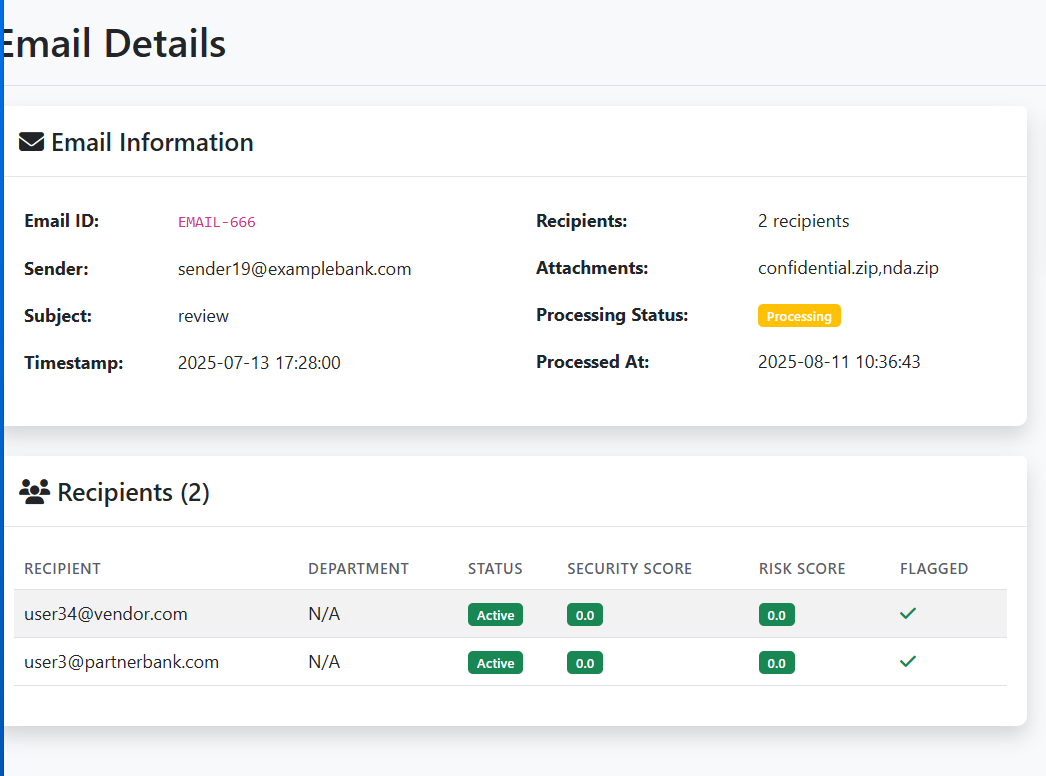 Email Details
Email Information
Email ID: EMAIL-666 Recipients: 2 recipients
Sender: sender19@examplebank.com Attachments: confidential.zip,nda.zip
Subject: review Processing Status: Processing
Timestamp: 2025-07-13 17:28:00 Processed At: 2025-08-11 10:36:43
Recipients (2)
RECIPIENT DEPARTMENT STATUS SECURITY SCORE RISK SCORE FLAGGED
user34@vendor.com N/A Active 0.0 0.0
user3@partnerbank.com N/A Active 0.0 0.0